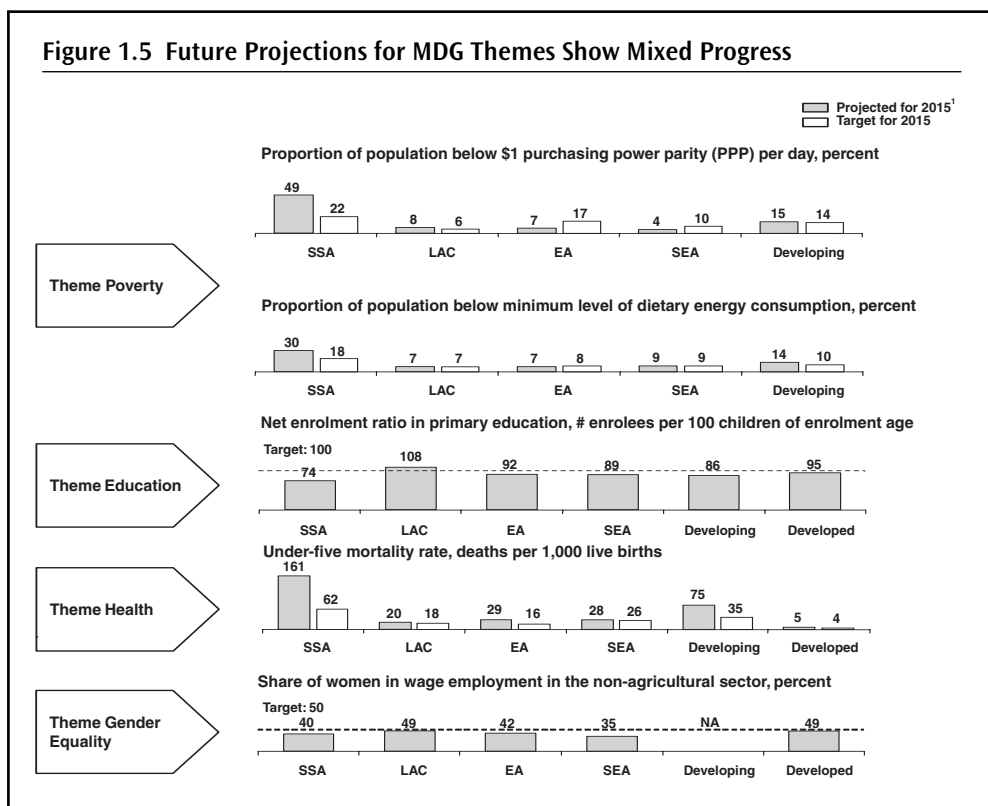 Figure 1.5 Future Projections for MDG Themes Show Mixed Progress
Projected for 2015¹
Target for 2015
Theme Poverty
Proportion of population below $1 purchasing power parity (PPP) per day, percent
49 22 8 6 7 17 4 10 15 14
SSA LAC EA SEA Developing
Proportion of population below minimum level of dietary energy consumption, percent
30 18 7 7 7 8 9 9 14 10
SSA LAC EA SEA Developing
Theme Education
Net enrolment ratio in primary education, # enrolees per 100 children of enrolment age
Target: 100
74 108 92 89 86 95
SSA LAC EA SEA Developing Developed
Theme Health
Under-five mortality rate, deaths per 1,000 live births
161 62 20 18 29 16 28 26 75 35 5 4
SSA LAC EA SEA Developing Developed
Theme Gender
Equality
Share of women in wage employment in the non-agricultural sector, percent
Target: 50
40 49 42 35 NA 49
SSA LAC EA SEA Developing Developed